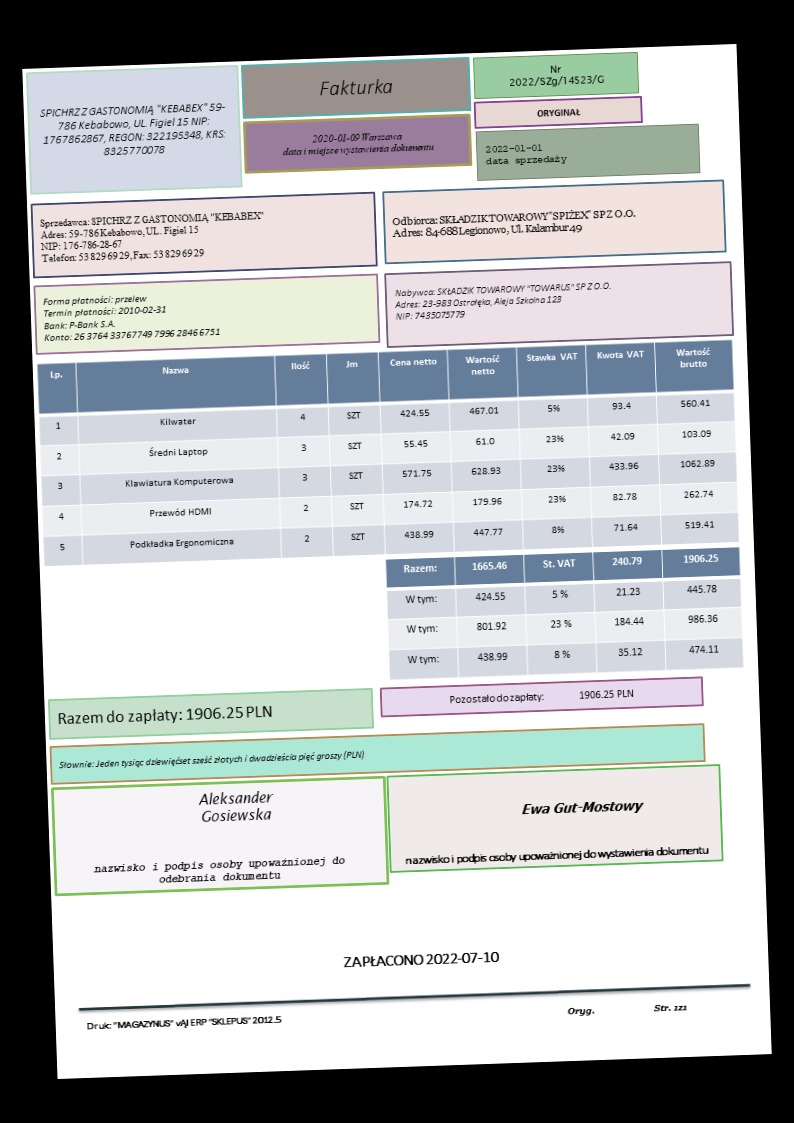 SPICHRZ Z GASTONOMIĄ "KEBABEX" 59-
786 Kebabowo, UL. Figiel 15 NIP:
1767862867, REGON: 322195348, KRS:
8325770078
Fakturka
2020-01-09 Warszawa
data i miejsce wystawienia dokumentu
Nr
2022/SZg/14523/G
ORYGINAŁ
2022-01-01
data sprzedaży
Sprzedawca: SPICHRZ Z GASTONOMIĄ "KEBABEX"
Adres: 59-786 Kebabowo, UL. Figiel 15
NIP: 176-786-28-67
Telefon: 53 829 69 29, Fax: 53 829 69 29
Odbiorca: SKŁADZIK TOWAROWY "SPIŻEX" SP Z O.O.
Adres: 84-688 Legionowo, Ul. Kalambur 49
Forma płatności: przelew
Termin płatności: 2010-02-31
Bank: P-Bank S.A.
Konto: 26 3764 3376 7749 7996 2846 6751
Nabywca: SKŁADZIK TOWAROWY "TOWARUS" SP Z O.O.
Adres: 23-983 Ostrołęka, Aleja Szkolna 123
NIP: 7435075779
Lp. Nazwa Ilość Jm Cena netto Wartość netto Stawka VAT Kwota VAT Wartość brutto
1 Kilwater 4 SZT 424.55 467.01 5% 93.4 560.41
2 Średni Laptop 3 SZT 55.45 61.0 23% 42.09 103.09
3 Klawiatura Komputerowa 3 SZT 571.75 628.93 23% 433.96 1062.89
4 Przewód HDMI 2 SZT 174.72 179.96 23% 82.78 262.74
5 Podkładka Ergonomiczna 2 SZT 438.99 447.77 8% 71.64 519.41
Razem: 1665.46 St. VAT 240.79 1906.25
W tym: 424.55 5 % 21.23 445.78
W tym: 801.92 23 % 184.44 986.36
W tym: 438.99 8 % 35.12 474.11
Razem do zapłaty: 1906.25 PLN
Pozostało do zapłaty: 1906.25 PLN
Słownie: Jeden tysiąc dziewięćset sześć złotych i dwadzieścia pięć groszy (PLN)
Aleksander
Gosiewska
nazwisko i podpis osoby upoważnionej do
odebrania dokumentu
Ewa Gut-Mostowy
nazwisko i podpis osoby upoważnionej do wystawienia dokumentu
ZAPŁACONO 2022-07-10
Druk: "MAGAZYNUS" vAJ ERP "SKLEPUS" 2012.5
Oryg.
Str. 121